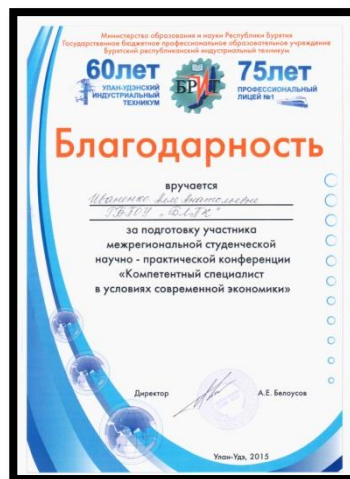 Министерство образования и науки Республики Бурятия
Государственное бюджетное профессиональное образовательное учреждение
Бурятский республиканский индустриальный техникум
60лет
УЛАН-УДЭНСКИЙ
ИНДУСТРИАЛЬНЫЙ
ТЕХНИКУМ
БРИТ
75лет
ПРОФЕССИОНАЛЬНЫЙ
ЛИЦЕЙ №1
Благодарность
вручается
Иваненко Анатольевне
ГБПОУ „БЛПК"
за подготовку участника
межрегиональной студенческой
научно - практической конференции
«Компетентный специалист
в условиях современной экономики»
Директор А.Е. Белоусов
Улан-Удэ, 2015